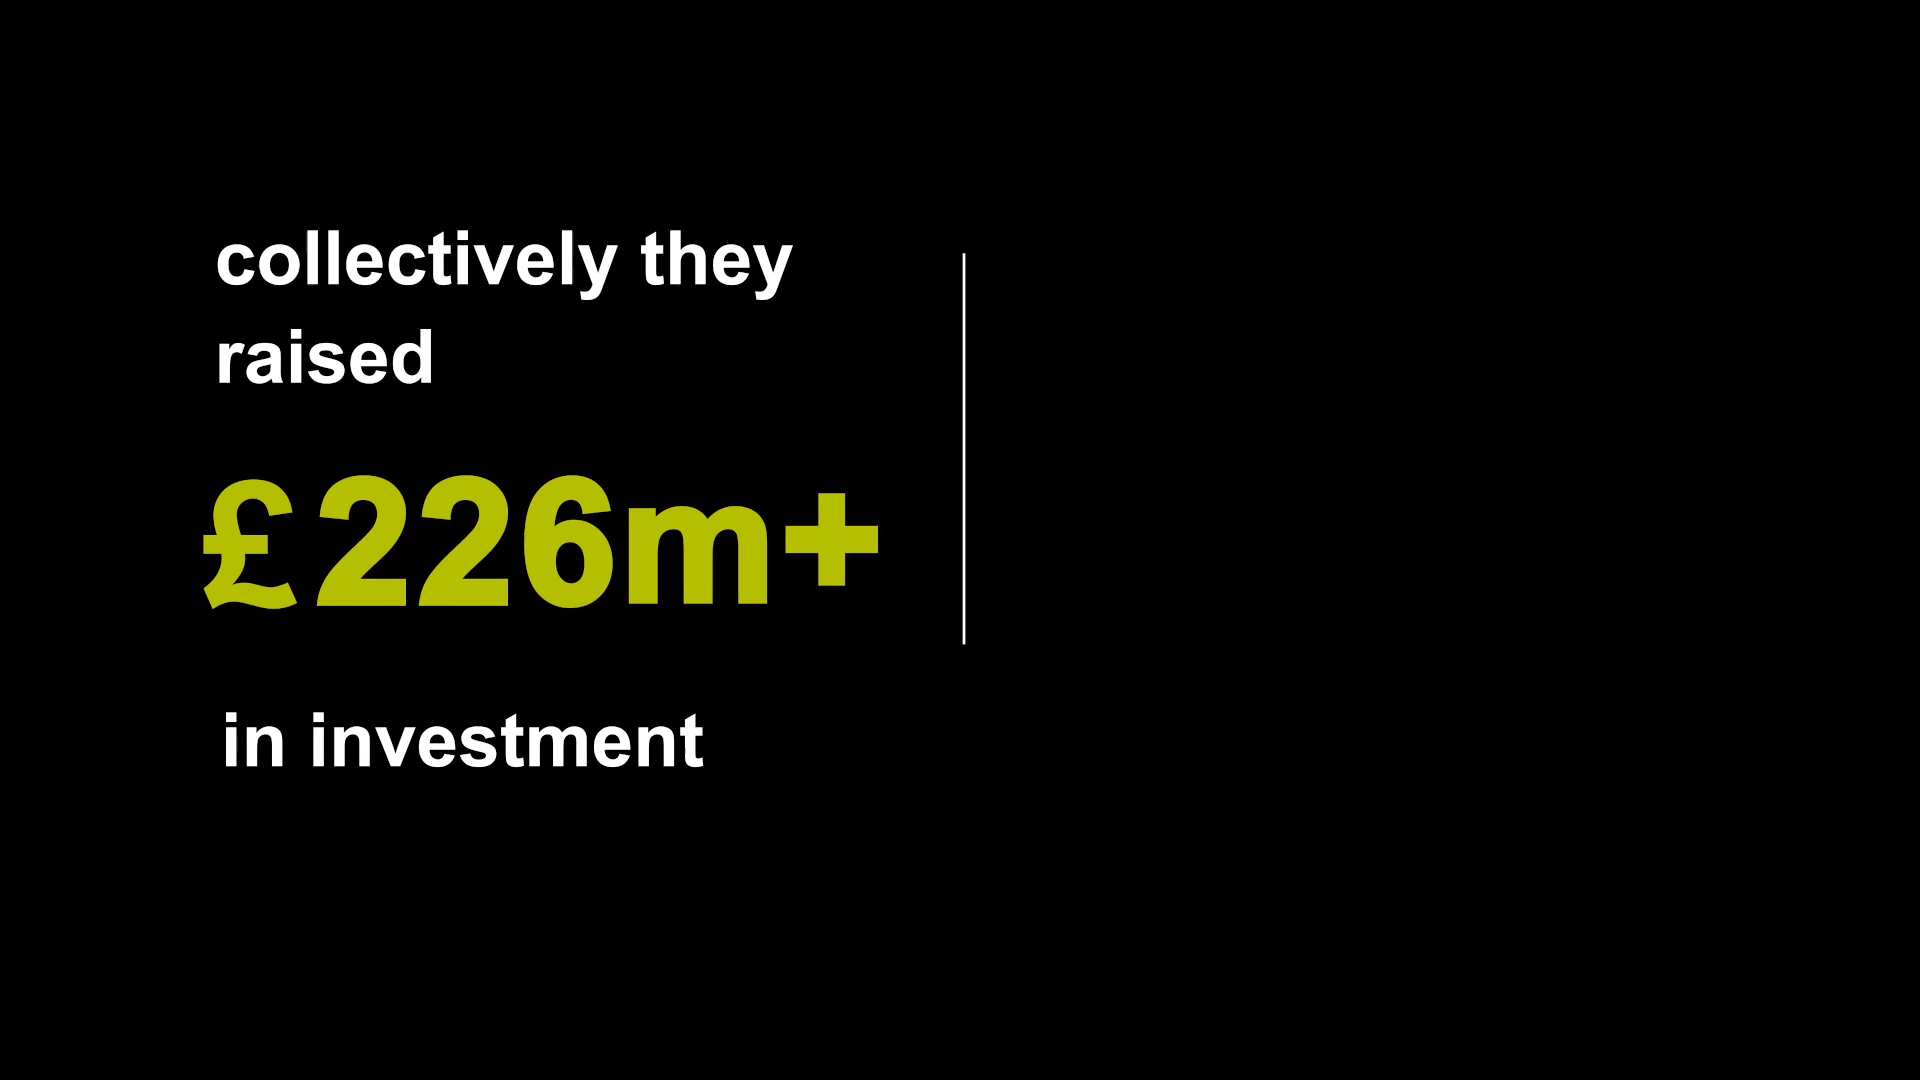 collectively they
raised
£226m+
in investment